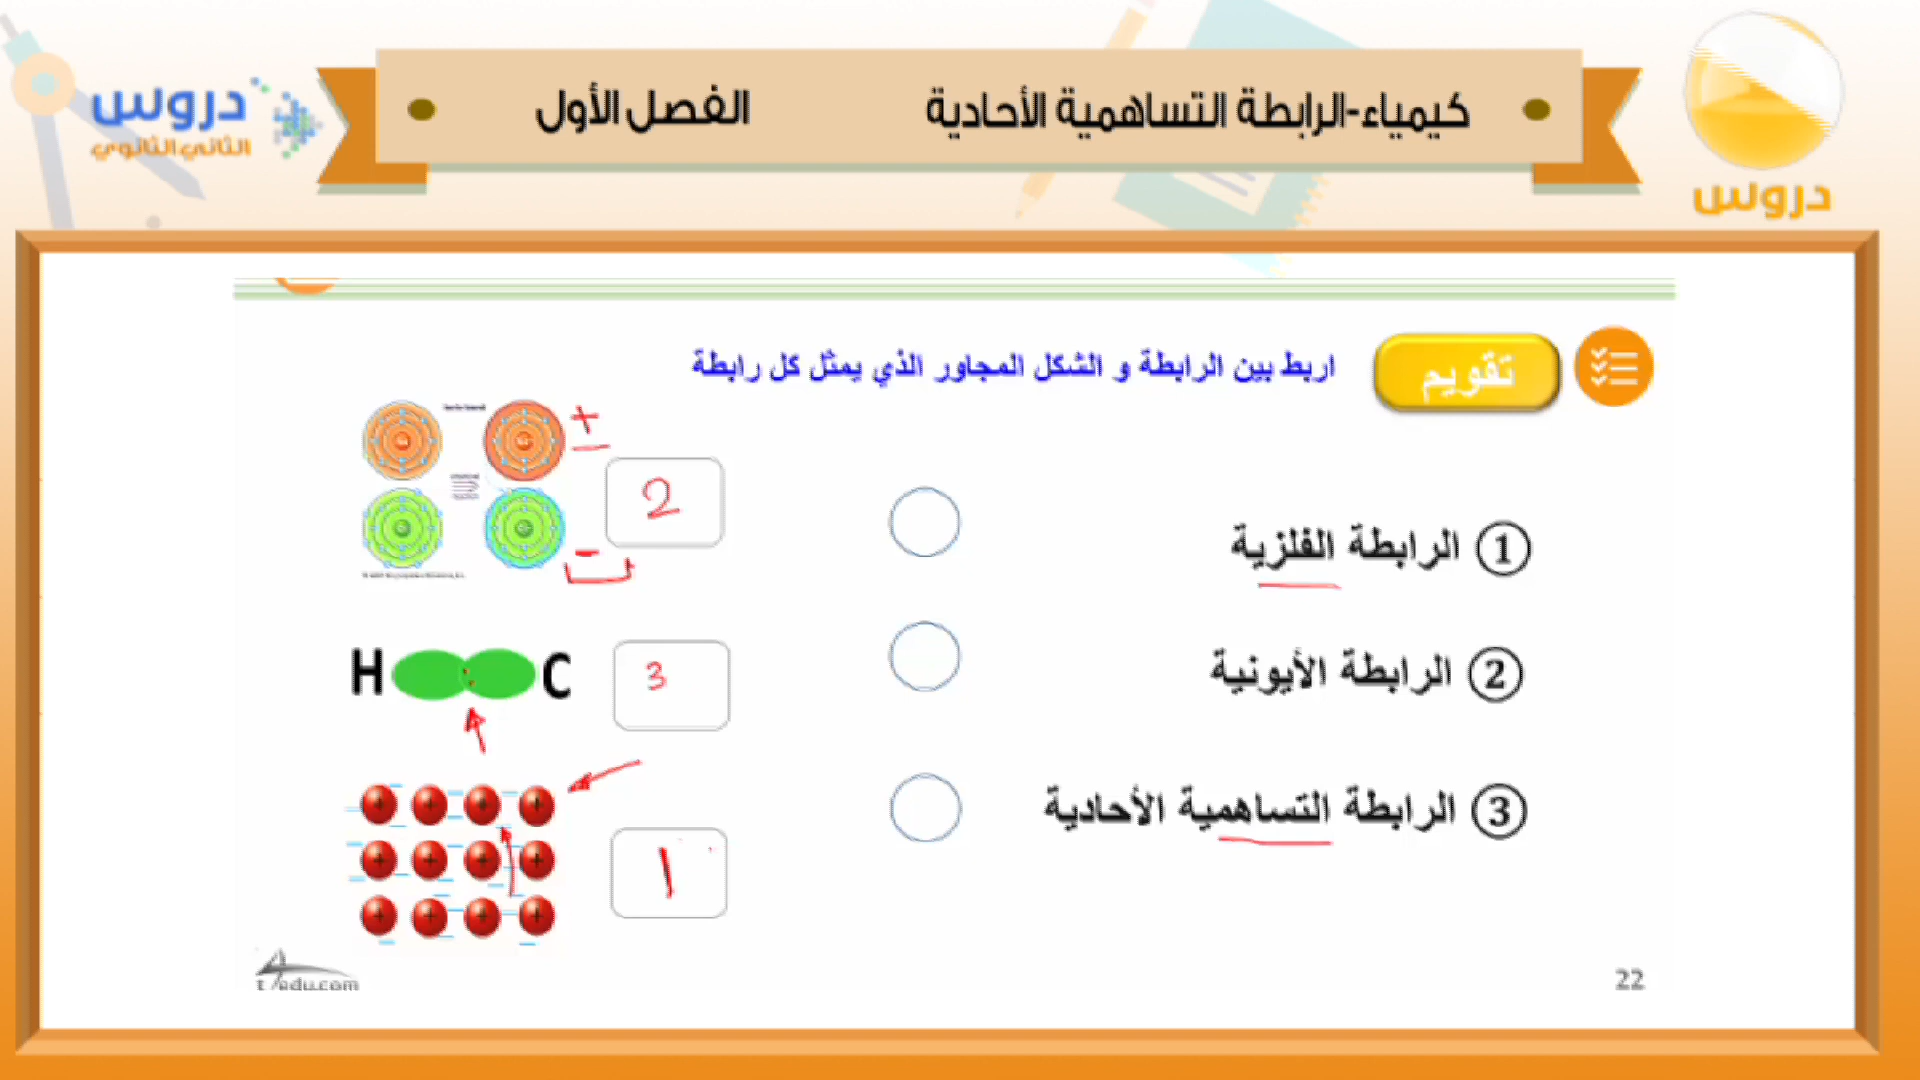 كيمياء-الرابطة التساهمية الأحادية
الفصل الأول
دروس
دروس
الثاني الثانوي
تقويم
اربط بين الرابطة و الشكل المجاور الذي يمثل كل رابطة
1 الرابطة الفلزية
2 الرابطة الأيونية
3 الرابطة التساهمية الأحادية
+
-
2
H C
3
+ + + +
+ + + +
+ + + +
1
t4edu.com
22